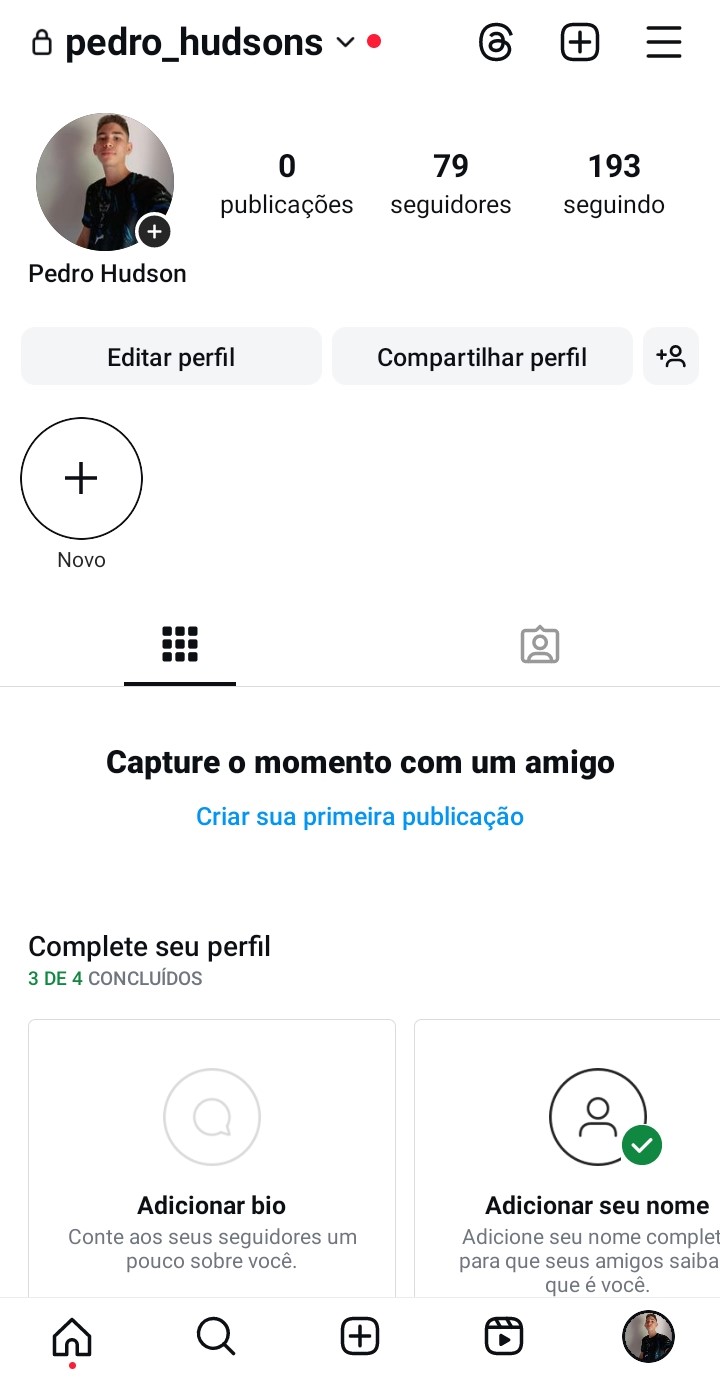 pedro_hudsons
0
79
193
publicações
seguidores
seguindo
Pedro Hudson
Editar perfil
Compartilhar perfil
Novo
Capture o momento com um amigo
Criar sua primeira publicação
Complete seu perfil
3 DE 4 CONCLUÍDOS
Adicionar bio
Conte aos seus seguidores um
pouco sobre você.
Adicionar seu nome
Adicione seu nome complet
para que seus amigos saiba
que é você.